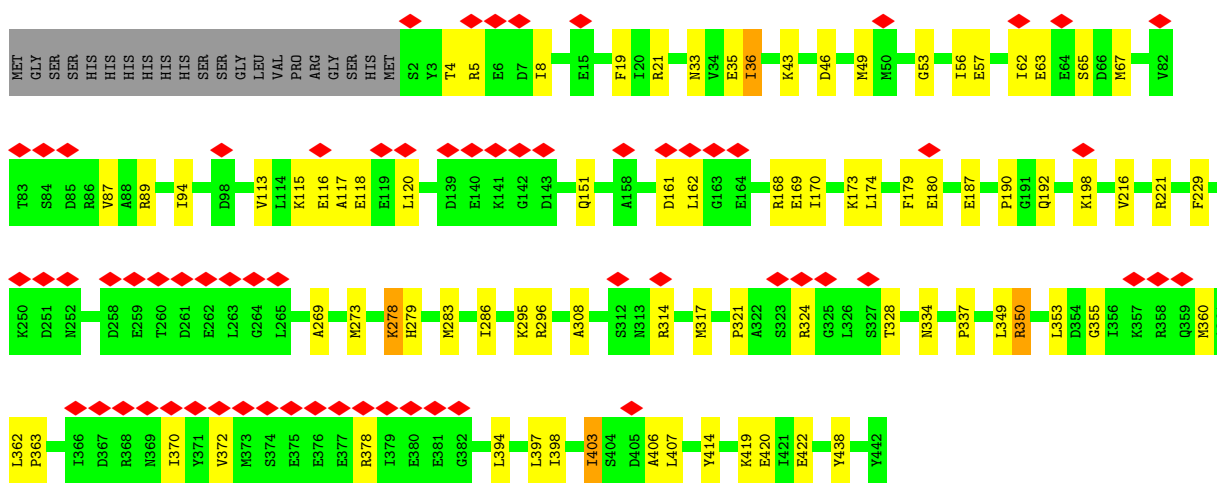 MET GLY SER SER HIS HIS HIS HIS HIS HIS SER SER GLY LEU VAL PRO ARG GLY SER HIS MET S2 Y3 T4 R5 E6 D7 I8 E15 F19 I20 R21 N33 V34 E35 I36 K43 D46 M49 M50 G53 I56 E57 I62 E63 E64 S65 D66 M67 V82
T83 S84 D85 R86 V87 A88 R89 I94 D98 V113 L114 K115 E116 A117 E118 E119 L120 D139 E140 K141 G142 D143 Q151 A158 D161 L162 G163 E164 R168 E169 I170 K173 L174 F179 E180 E187 P190 G191 Q192 K198 V216 R221 F229
K250 D251 N252 D258 E259 T260 D261 E262 L263 G264 L265 A269 M273 K278 H279 M283 I286 K295 R296 A308 S312 N313 R314 M317 P321 A322 S323 R324 G325 L326 S327 T328 N334 P337 L349 R350 L353 D354 G355 I356 K357 R358 Q359 M360
L362 P363 I366 D367 R368 N369 I370 Y371 V372 M373 S374 E375 E376 E377 R378 I379 E380 E381 G382 L394 L397 I398 I403 S404 D405 A406 L407 Y414 K419 E420 I421 E422 Y438 Y442